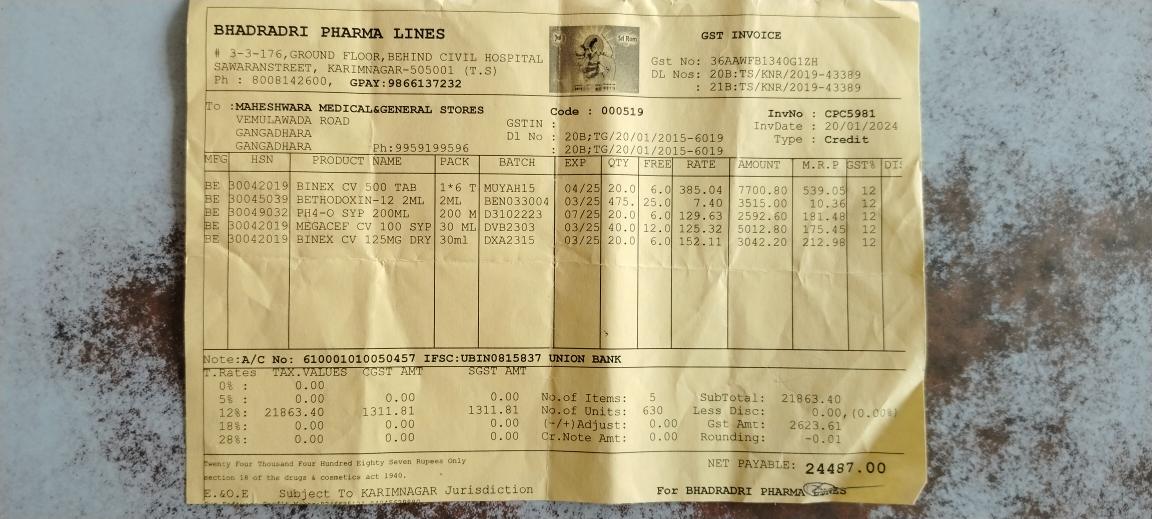 BHADRADRI PHARMA LINES
# 3-3-176,GROUND FLOOR,BEHIND CIVIL HOSPITAL
SAWARANSTREET, KARIMNAGAR-505001 (T.S)
Ph : 8008142600, GPAY:9866137232
Sri Ram
GST INVOICE
Gst No: 36AAWFB1340G1ZH
DL Nos: 20B:TS/KNR/2019-43389
: 21B:TS/KNR/2019-43389
To :MAHESHWARA MEDICAL&GENERAL STORES
VEMULAWADA ROAD
GANGADHARA
GANGADHARA Ph:9959199596
Code : 000519
GSTIN :
Dl No : 20B;TG/20/01/2015-6019
: 20B;TG/20/01/2015-6019
InvNo : CPC5981
InvDate : 20/01/2024
Type : Credit
MFG HSN PRODUCT NAME PACK BATCH EXP QTY FREE RATE AMOUNT M.R.P GST% DIS
BE 30042019 BINEX CV 500 TAB 1*6 T MUYAH15 04/25 20.0 6.0 385.04 7700.80 539.05 12
BE 30045039 BETHODOXIN-12 2ML 2ML BEN033004 03/25 475. 25.0 7.40 3515.00 10.36 12
BE 30049032 PH4-O SYP 200ML 200 M D3102223 07/25 20.0 6.0 129.63 2592.60 181.48 12
BE 30042019 MEGACEF CV 100 SYP 30 ML DVB2303 03/25 40.0 12.0 125.32 5012.80 175.45 12
BE 30042019 BINEX CV 125MG DRY 30ml DXA2315 03/25 20.0 6.0 152.11 3042.20 212.98 12
Note:A/C No: 610001010050457 IFSC:UBIN0815837 UNION BANK
T.Rates TAX.VALUES CGST AMT SGST AMT
0% : 0.00
5% : 0.00 0.00 0.00
12%: 21863.40 1311.81 1311.81
18%: 0.00 0.00 0.00
28%: 0.00 0.00 0.00
No.of Items: 5
No.of Units: 630
(-/+)Adjust: 0.00
Cr.Note Amt: 0.00
SubTotal: 21863.40
Less Disc: 0.00,(0.00%)
Gst Amt: 2623.61
Rounding: -0.01
Twenty Four Thousand Four Hundred Eighty Seven Rupees Only
section 18 of the drugs & cosmetics act 1940.
NET PAYABLE: 24487.00
E.&O.E Subject To KARIMNAGAR Jurisdiction
For BHADRADRI PHARMA LINES